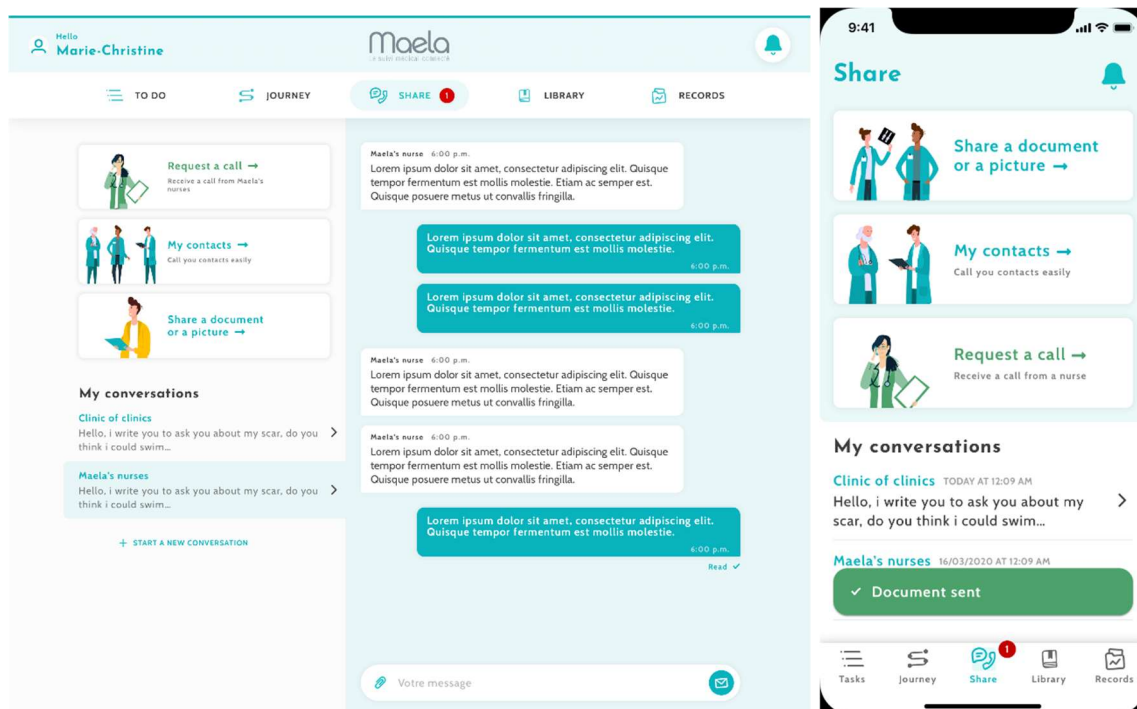 Hello
Marie-Christine
Maela
Le suivi médical connecté
TO DO
JOURNEY
SHARE 1
LIBRARY
RECORDS
Request a call →
Receive a call from Maela's
nurses
My contacts →
Call you contacts easily
Share a document
or a picture →
My conversations
Clinic of clinics
Hello, i write you to ask you about my scar, do you
think i could swim...
Maela's nurses
Hello, i write you to ask you about my scar, do you
think i could swim...
+ START A NEW CONVERSATION
Maela's nurse 6:00 p.m.
Lorem ipsum dolor sit amet, consectetur adipiscing elit. Quisque
tempor fermentum est mollis molestie. Etiam ac semper est.
Quisque posuere metus ut convallis fringilla.
Lorem ipsum dolor sit amet, consectetur adipiscing elit.
Quisque tempor fermentum est mollis molestie.
6:00 p.m.
Lorem ipsum dolor sit amet, consectetur adipiscing elit.
Quisque tempor fermentum est mollis molestie.
6:00 p.m.
Maela's nurse 6:00 p.m.
Lorem ipsum dolor sit amet, consectetur adipiscing elit. Quisque
tempor fermentum est mollis molestie. Etiam ac semper est.
Quisque posuere metus ut convallis fringilla.
Maela's nurse 6:00 p.m.
Lorem ipsum dolor sit amet, consectetur adipiscing elit. Quisque
tempor fermentum est mollis molestie. Etiam ac semper est.
Quisque posuere metus ut convallis fringilla.
Lorem ipsum dolor sit amet, consectetur adipiscing elit.
Quisque tempor fermentum est mollis molestie.
6:00 p.m.
Read ✓
Votre message
9:41
Share
Share a document
or a picture →
My contacts →
Call you contacts easily
Request a call →
Receive a call from a nurse
My conversations
Clinic of clinics TODAY AT 12:09 AM
Hello, i write you to ask you about my
scar, do you think i could swim...
Maela's nurses 16/03/2020 AT 12:09 AM
✓ Document sent
1
Tasks
Journey
Share
Library
Records